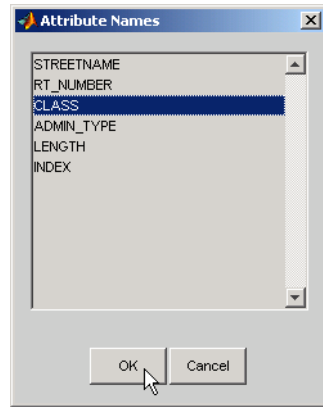 Attribute Names
STREETNAME
RT_NUMBER
CLASS
ADMIN_TYPE
LENGTH
INDEX
OK Cancel